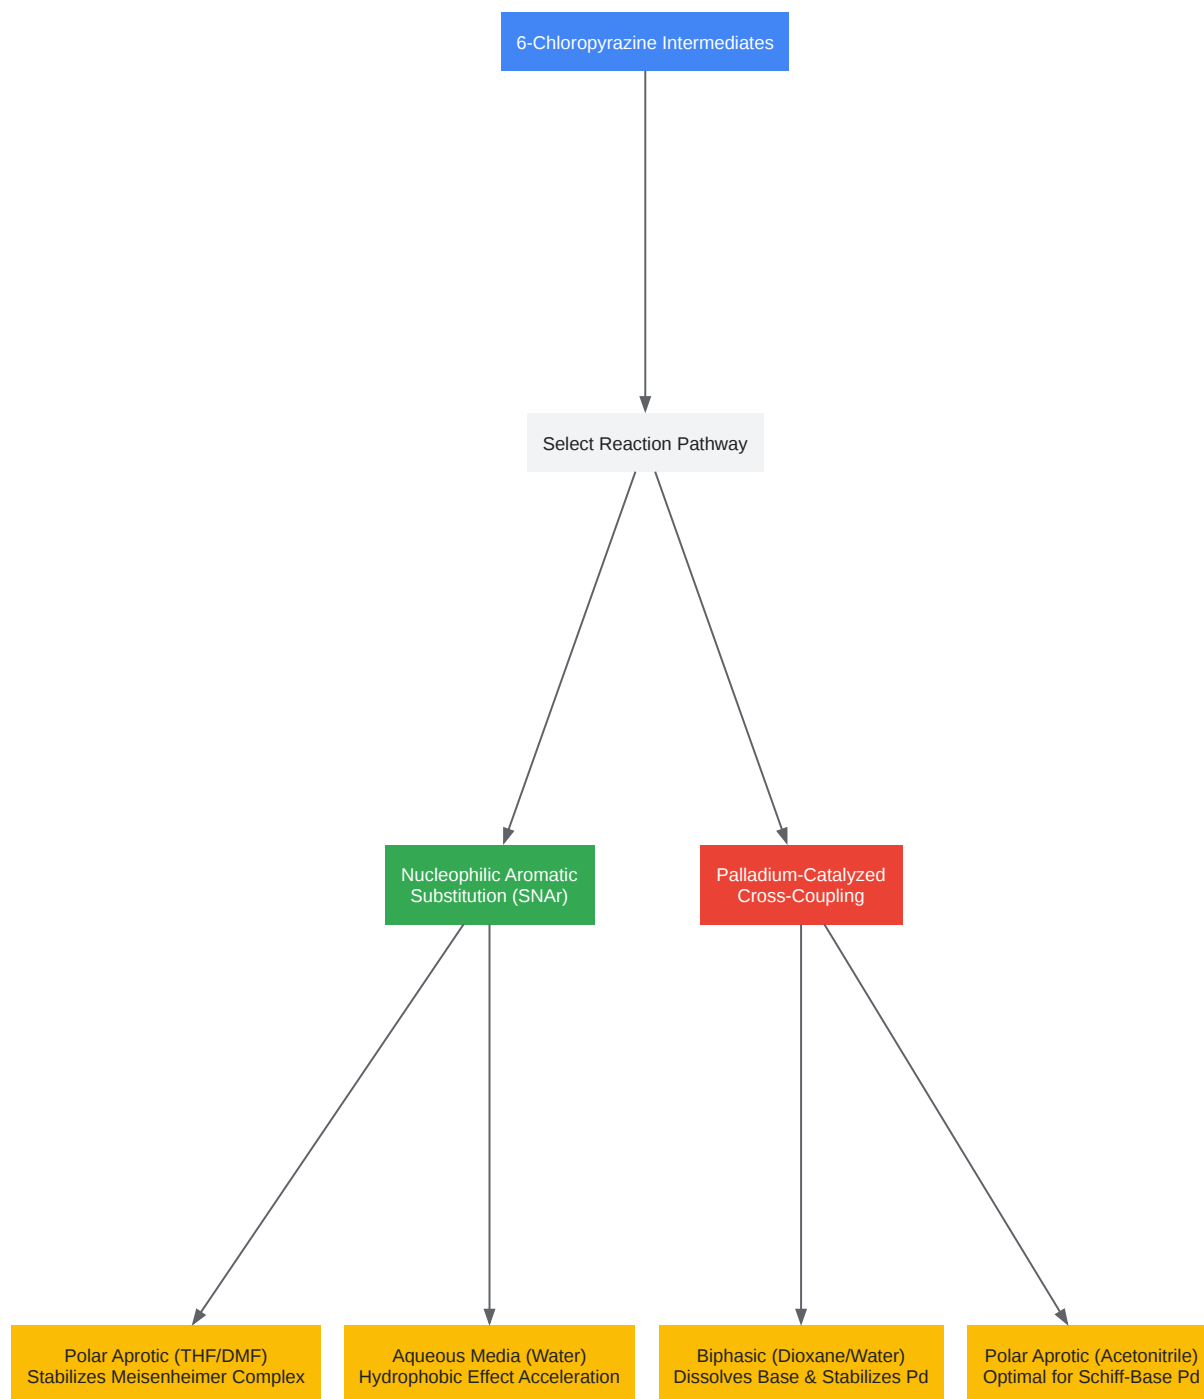 6-Chloropyrazine Intermediates
Select Reaction Pathway
Nucleophilic Aromatic
Substitution (SNAr)
Palladium-Catalyzed
Cross-Coupling
Polar Aprotic (THF/DMF)
Stabilizes Meisenheimer Complex
Aqueous Media (Water)
Hydrophobic Effect Acceleration
Biphasic (Dioxane/Water)
Dissolves Base & Stabilizes Pd
Polar Aprotic (Acetonitrile)
Optimal for Schiff-Base Pd